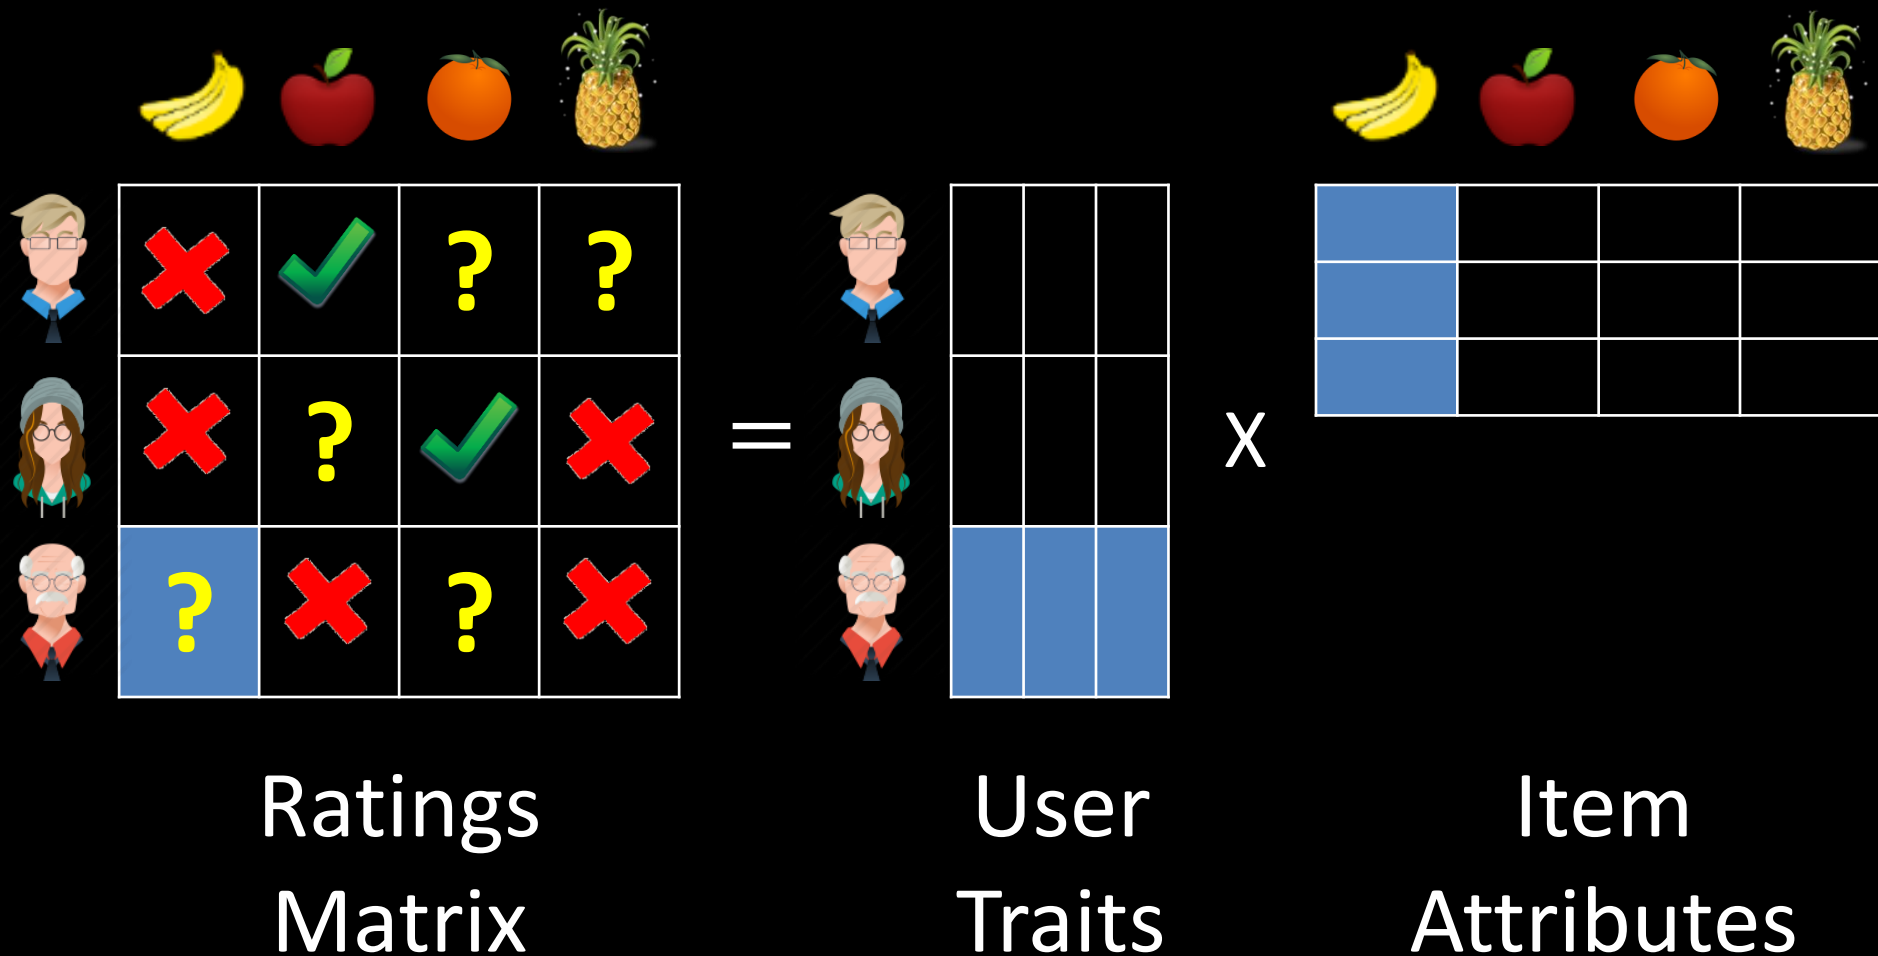 ? ?
?
? ?
= X
Ratings
Matrix
User
Traits
Item
Attributes